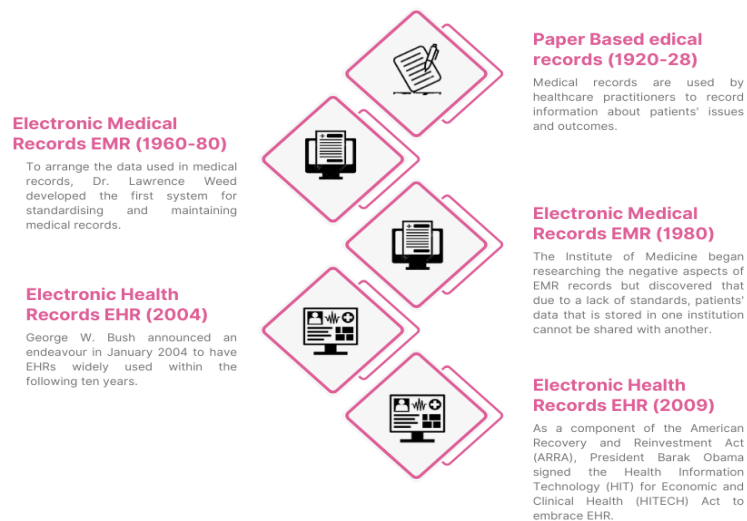 Paper Based edical
records (1920-28)
Medical records are used by
healthcare practitioners to record
information about patients' issues
and outcomes.
Electronic Medical
Records EMR (1960-80)
To arrange the data used in medical
records, Dr. Lawrence Weed
developed the first system for
standardising and maintaining
medical records.
Electronic Medical
Records EMR (1980)
The Institute of Medicine began
researching the negative aspects of
EMR records but discovered that
due to a lack of standards, patients'
data that is stored in one institution
cannot be shared with another.
Electronic Health
Records EHR (2004)
George W. Bush announced an
endeavour in January 2004 to have
EHRs widely used within the
following ten years.
Electronic Health
Records EHR (2009)
As a component of the American
Recovery and Reinvestment Act
(ARRA), President Barak Obama
signed the Health Information
Technology (HIT) for Economic and
Clinical Health (HITECH) Act to
embrace EHR.